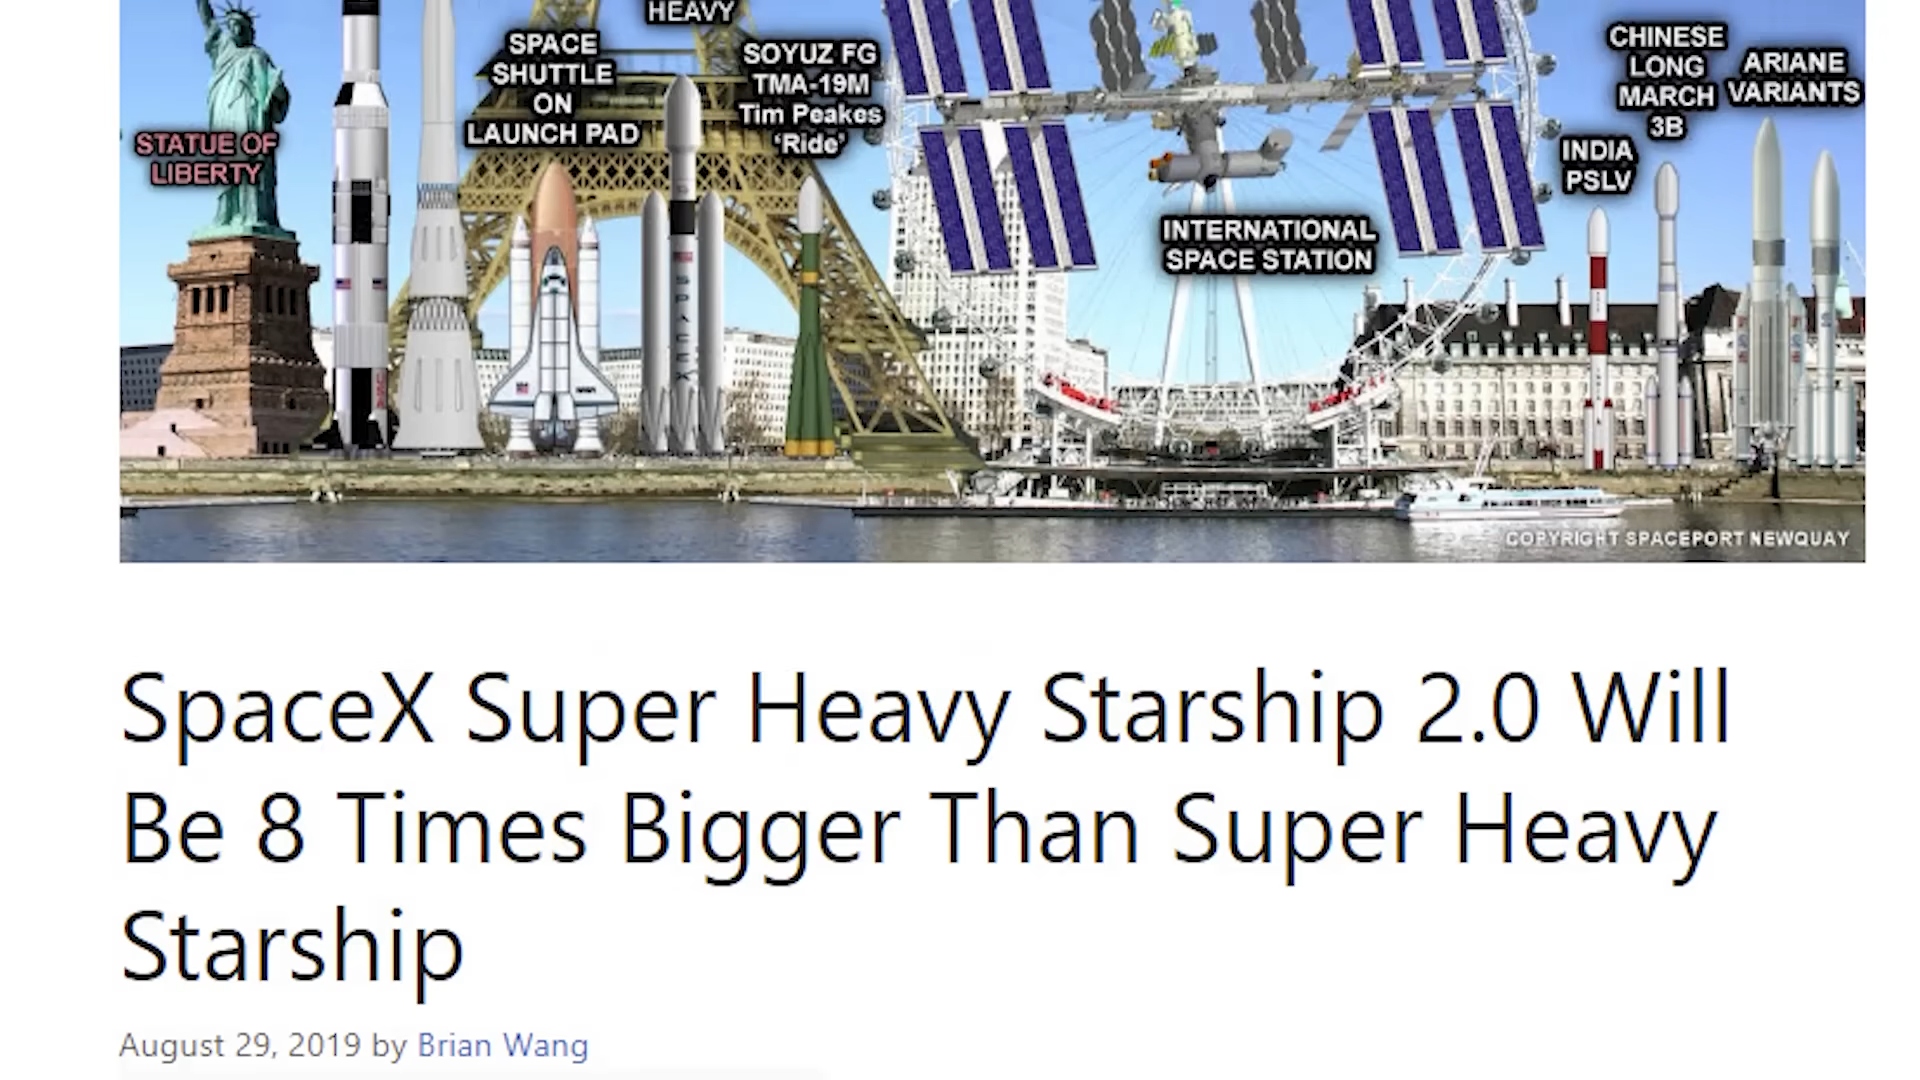 HEAVY
SPACE
SHUTTLE
ON
LAUNCH PAD
SOYUZ FG
TMA-19M
Tim Peakes
‘Ride’
STATUE OF
LIBERTY
INTERNATIONAL
SPACE STATION
CHINESE
LONG
MARCH
3B
ARIANE
VARIANTS
INDIA
PSLV
SPACEX
COPYRIGHT SPACEPORT NEWQUAY
SpaceX Super Heavy Starship 2.0 Will
Be 8 Times Bigger Than Super Heavy
Starship
August 29, 2019 by Brian Wang